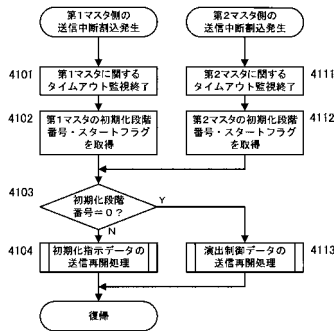 第1マスタ側の
送信中断割込発生
第2マスタ側の
送信中断割込発生
4101
第1マスタに関する
タイムアウト監視終了
第2マスタに関する
タイムアウト監視終了
4111
4102
第1マスタの初期化段階
番号・スタートフラグ
を取得
第2マスタの初期化段階
番号・スタートフラグ
を取得
4112
4103
初期化段階
番号=0?
Y
N
4104
初期化指示データの
送信再開処理
演出制御データの
送信再開処理
4113
復帰